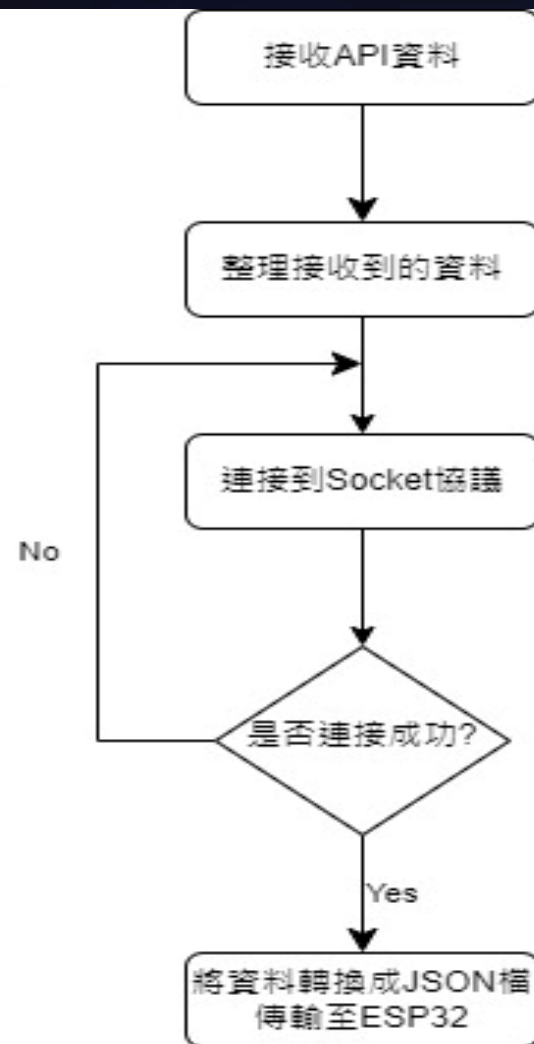 接收API資料
整理接收到的資料
連接到Socket協議
No
是否連接成功?
Yes
將資料轉換成JSON檔
傳輸至ESP32